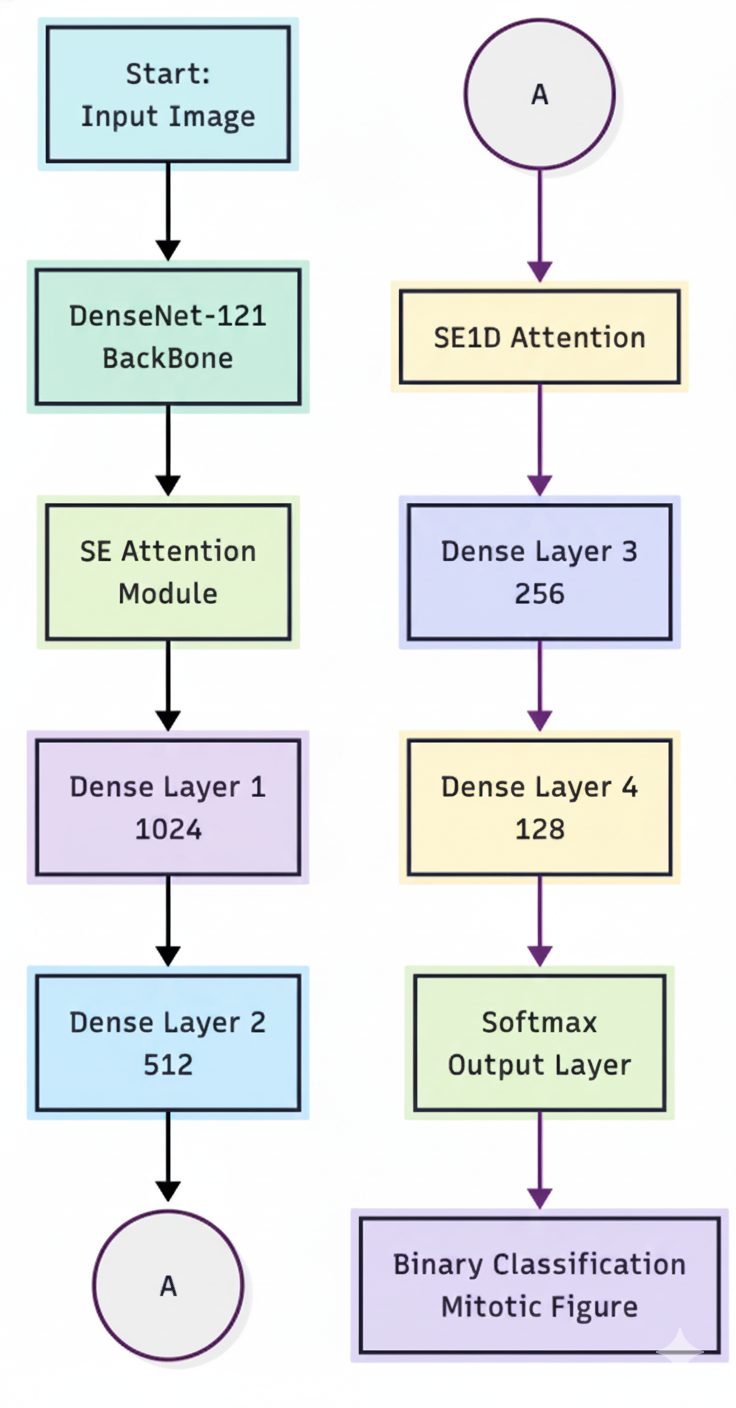 Start:
Input Image
DenseNet-121
BackBone
SE Attention
Module
Dense Layer 1
1024
Dense Layer 2
512
A
A
SE1D Attention
Dense Layer 3
256
Dense Layer 4
128
Softmax
Output Layer
Binary Classification
Mitotic Figure